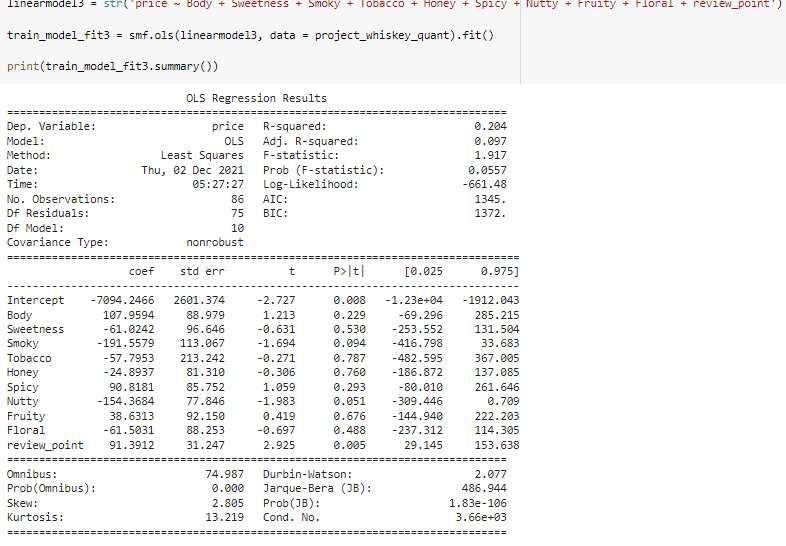 linearmodel3 = str('price ~ Body + Sweetness + Smoky + Tobacco + Honey + Spicy + Nutty + Fruity + Floral + review_point')
train_model_fit3 = smf.ols(linearmodel3, data = project_whiskey_quant).fit()
print(train_model_fit3.summary())
OLS Regression Results
==============================================================================
Dep. Variable: price R-squared: 0.204
Model: OLS Adj. R-squared: 0.097
Method: Least Squares F-statistic: 1.917
Date: Thu, 02 Dec 2021 Prob (F-statistic): 0.0557
Time: 05:27:27 Log-Likelihood: -661.48
No. Observations: 86 AIC: 1345.
Df Residuals: 75 BIC: 1372.
Df Model: 10
Covariance Type: nonrobust
================================================================================
coef std err t P>|t| [0.025 0.975]
--------------------------------------------------------------------------------
Intercept -7094.2466 2601.374 -2.727 0.008 -1.23e+04 -1912.043
Body 107.9594 88.979 1.213 0.229 -69.296 285.215
Sweetness -61.0242 96.646 -0.631 0.530 -253.552 131.504
Smoky -191.5579 113.067 -1.694 0.094 -416.798 33.683
Tobacco -57.7953 213.242 -0.271 0.787 -482.595 367.005
Honey -24.8937 81.310 -0.306 0.760 -186.872 137.085
Spicy 90.8181 85.752 1.059 0.293 -80.010 261.646
Nutty -154.3684 77.846 -1.983 0.051 -309.446 0.709
Fruity 38.6313 92.150 0.419 0.676 -144.940 222.203
Floral -61.5031 88.253 -0.697 0.488 -237.312 114.305
review_point 91.3912 31.247 2.925 0.005 29.145 153.638
==============================================================================
Omnibus: 74.987 Durbin-Watson: 2.077
Prob(Omnibus): 0.000 Jarque-Bera (JB): 486.944
Skew: 2.805 Prob(JB): 1.83e-106
Kurtosis: 13.219 Cond. No. 3.66e+03
==============================================================================